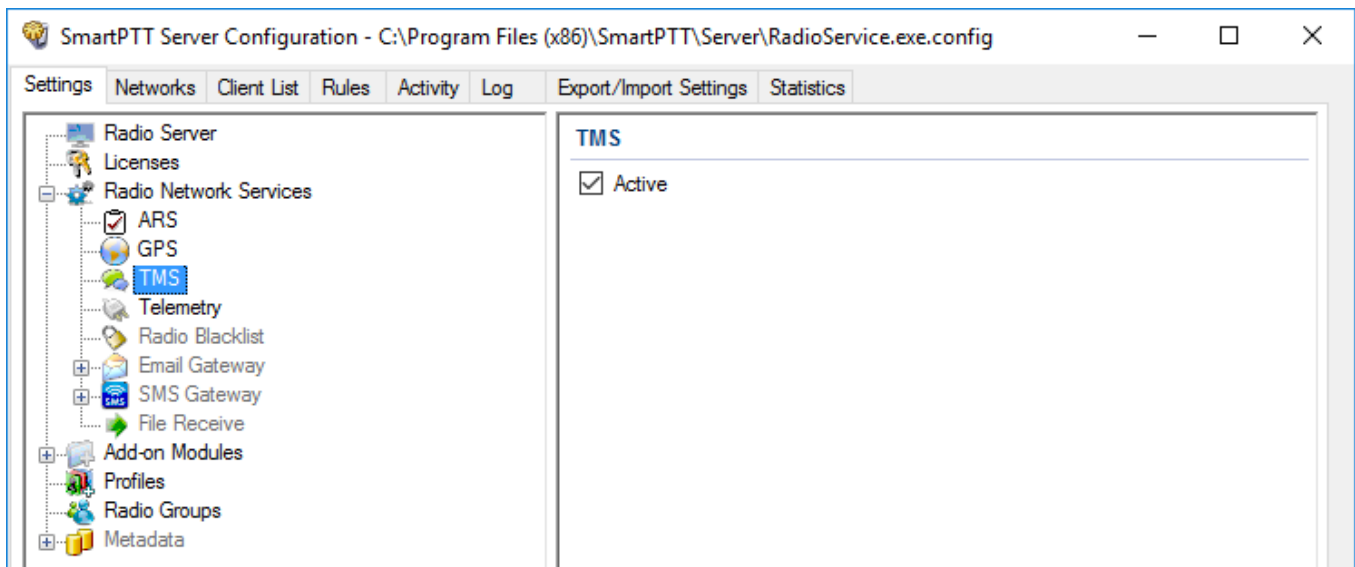 SmartPTT Server Configuration - C:\Program Files (x86)\SmartPTT\Server\RadioService.exe.config
Settings Networks Client List Rules Activity Log Export/Import Settings Statistics
Radio Server
Licenses
Radio Network Services
ARS
GPS
TMS
Telemetry
Radio Blacklist
Email Gateway
SMS SMS Gateway
File Receive
Add-on Modules
Profiles
Radio Groups
Metadata
TMS
Active